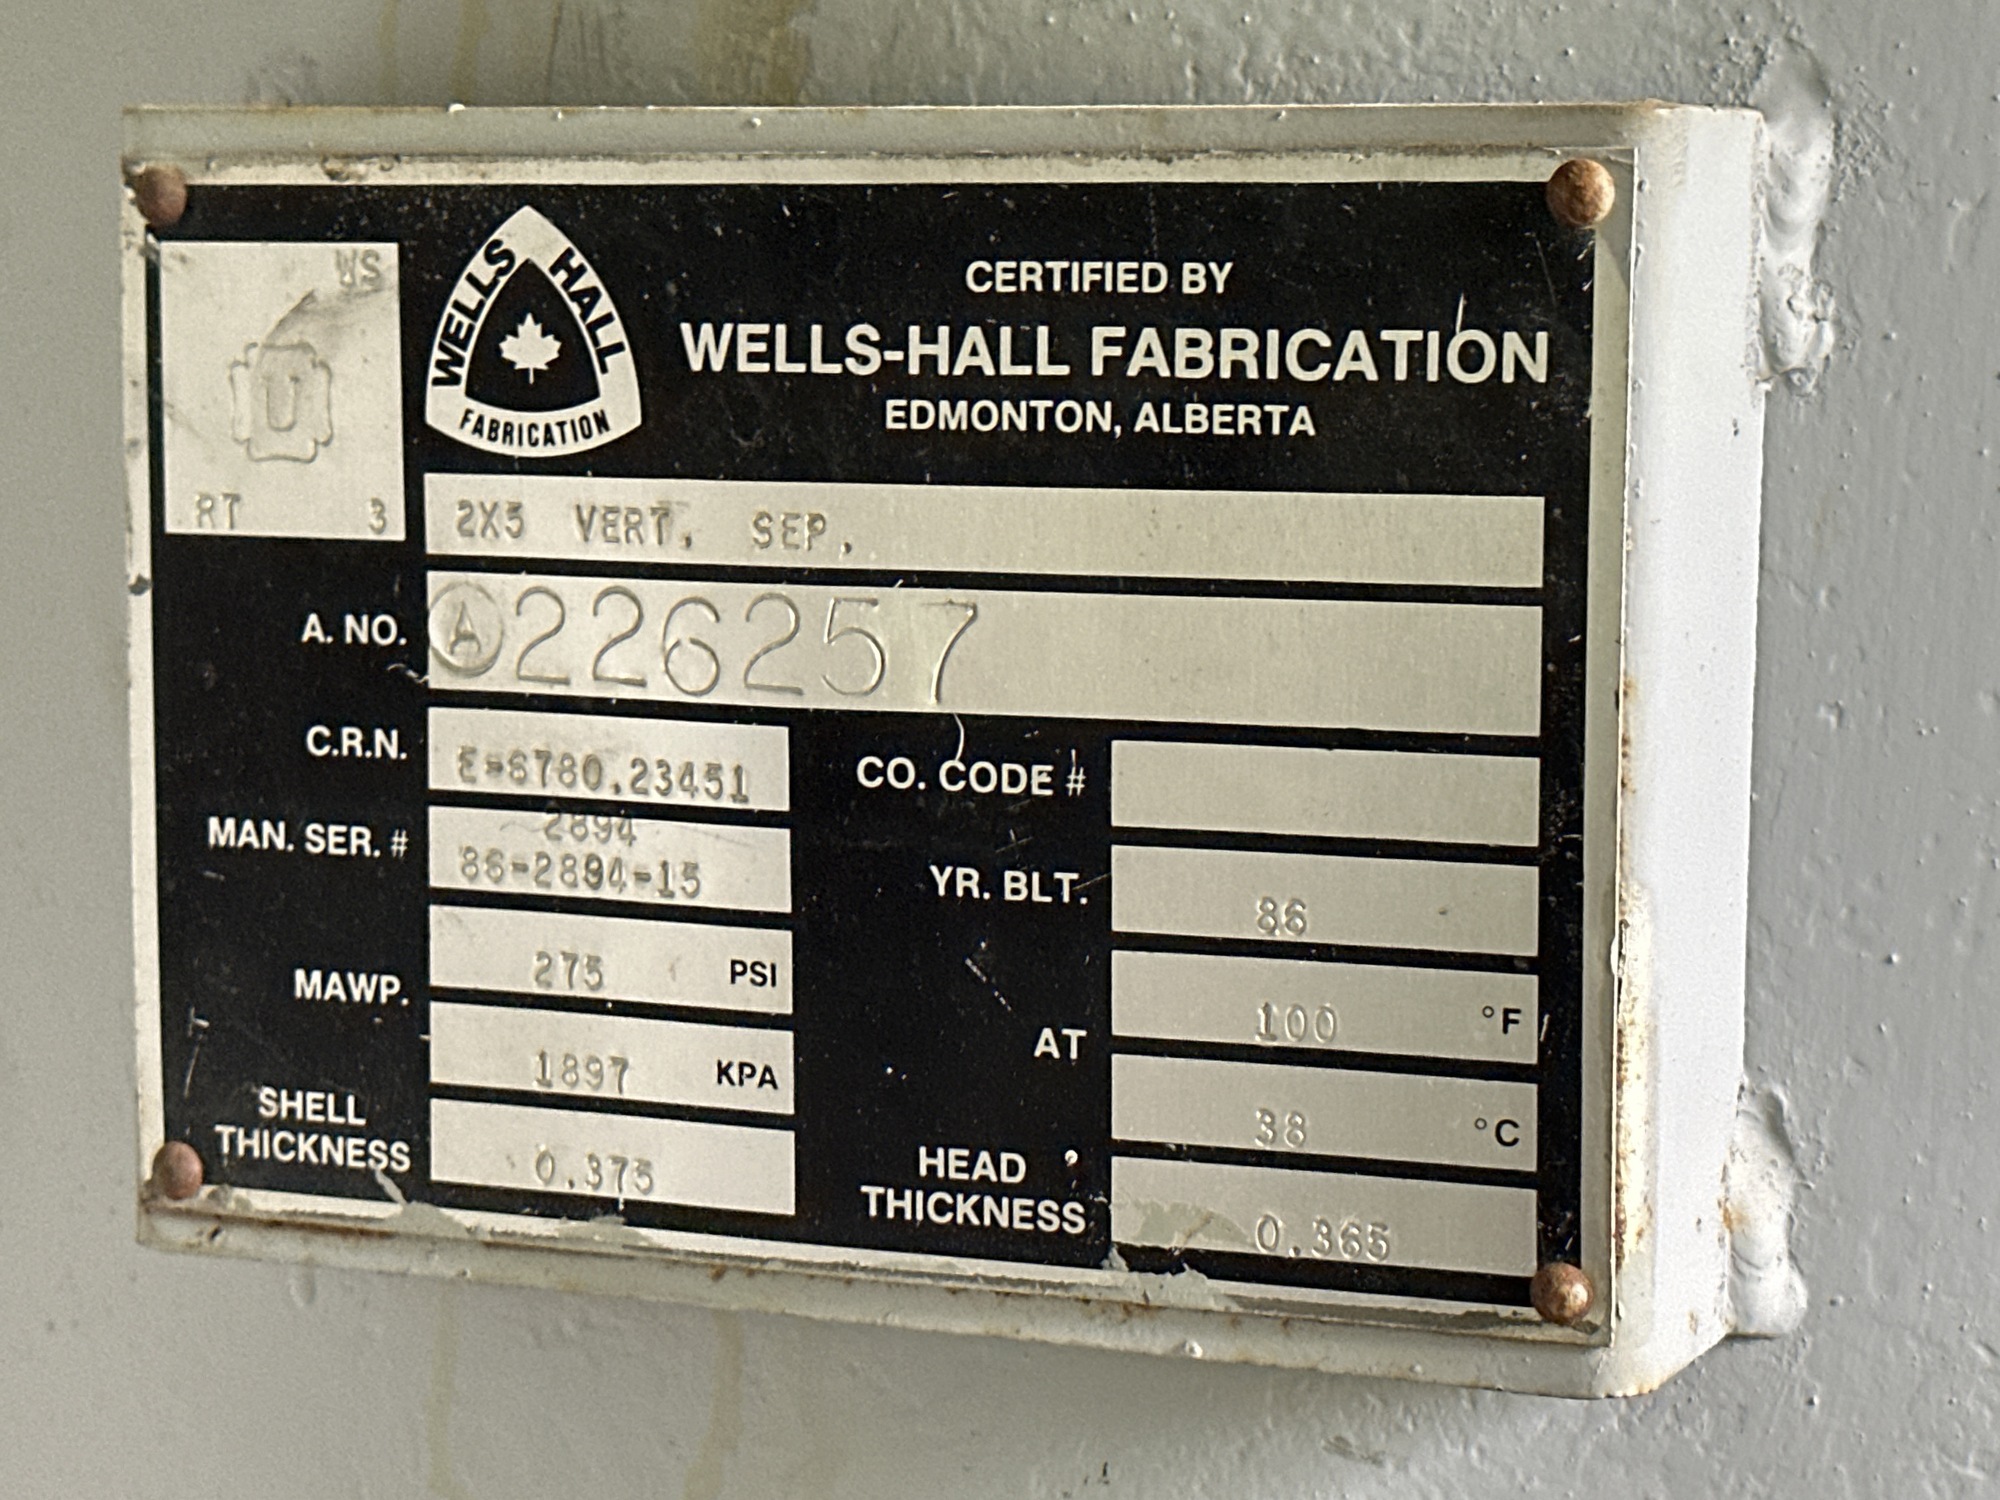 WS
U
RT 3
WELLS HALL
FABRICATION
CERTIFIED BY
WELLS-HALL FABRICATION
EDMONTON, ALBERTA
2X5 VERT. SEP.
A. NO. A 226257
C.R.N. E-6780.23451
CO. CODE #
MAN. SER. # 2894
86-2894-15
YR. BLT. 86
MAWP. 275 PSI
1897 KPA
AT 100 °F
38 °C
SHELL
THICKNESS 0.375
HEAD
THICKNESS 0.365